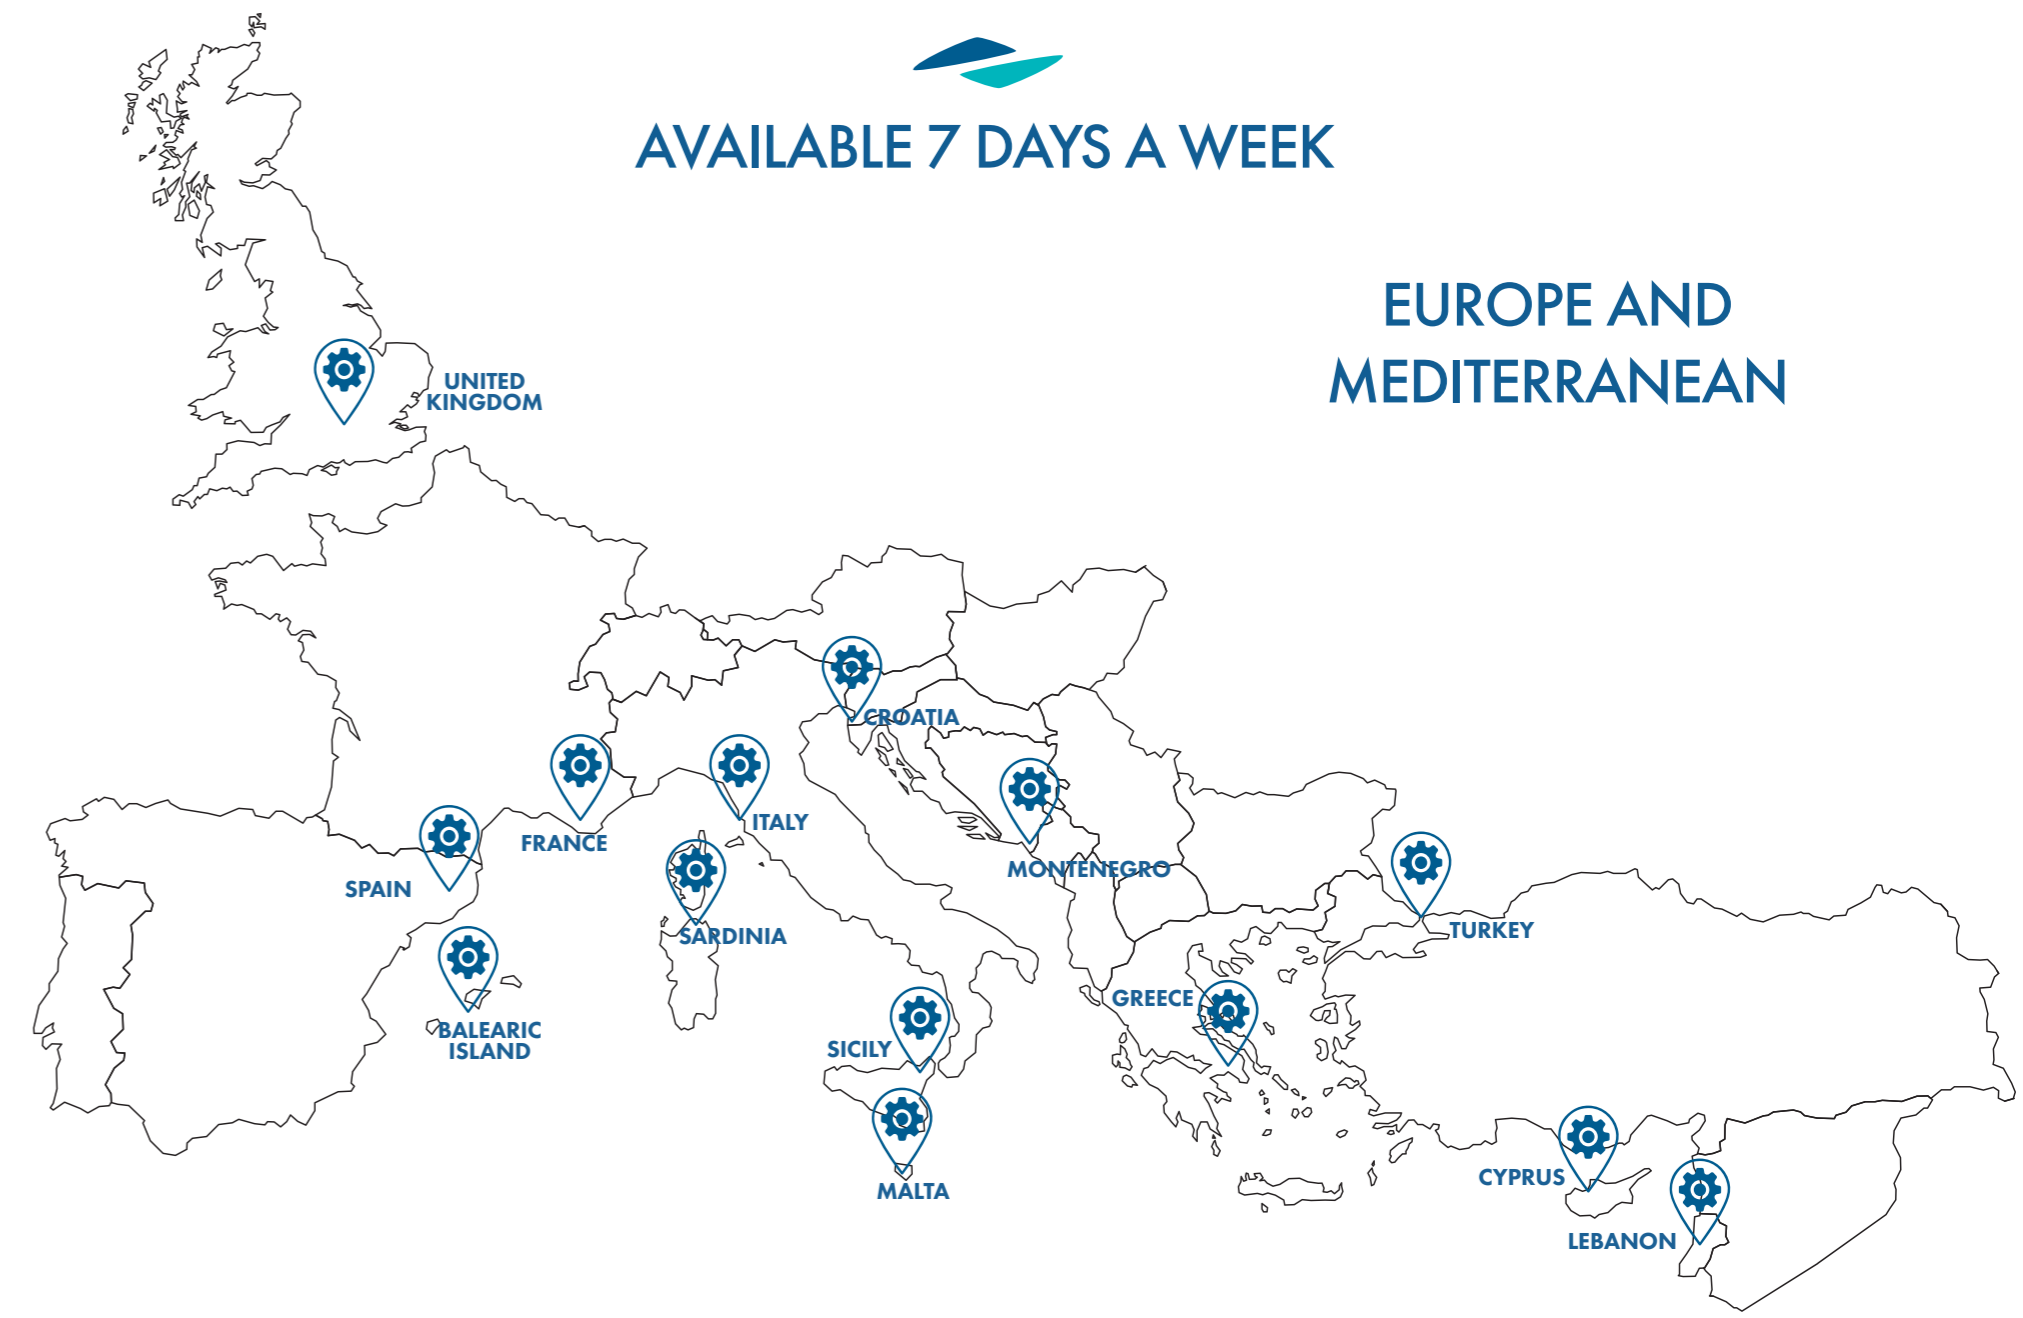 AVAILABLE 7 DAYS A WEEK
EUROPE AND
MEDITERRANEAN
UNITED
KINGDOM
CROATIA
ITALY
FRANCE
MONTENEGRO
SPAIN
SARDINIA
TURKEY
GREECE
BALEARIC
ISLAND
SICILY
CYPRUS
MALTA
LEBANON